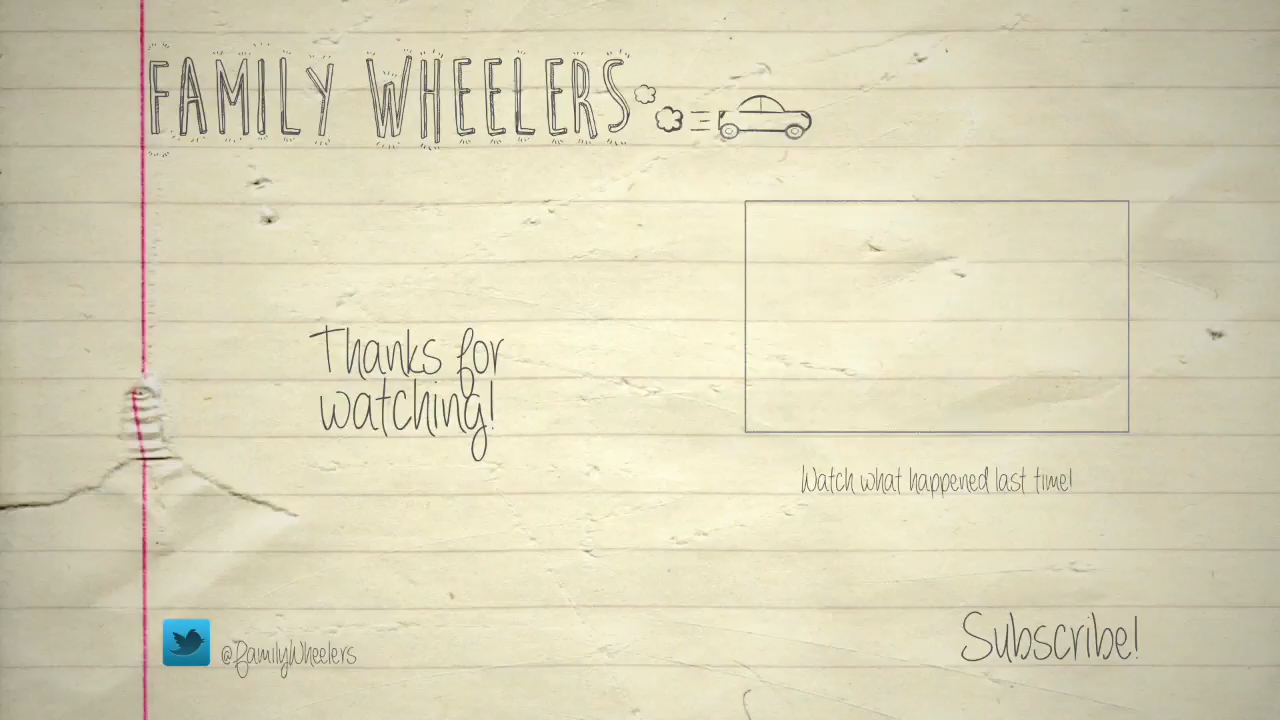 FAMILY WHEELERS
Thanks for
watching!
Watch what happened last time!
Subscribe!
@FamilyWheelers